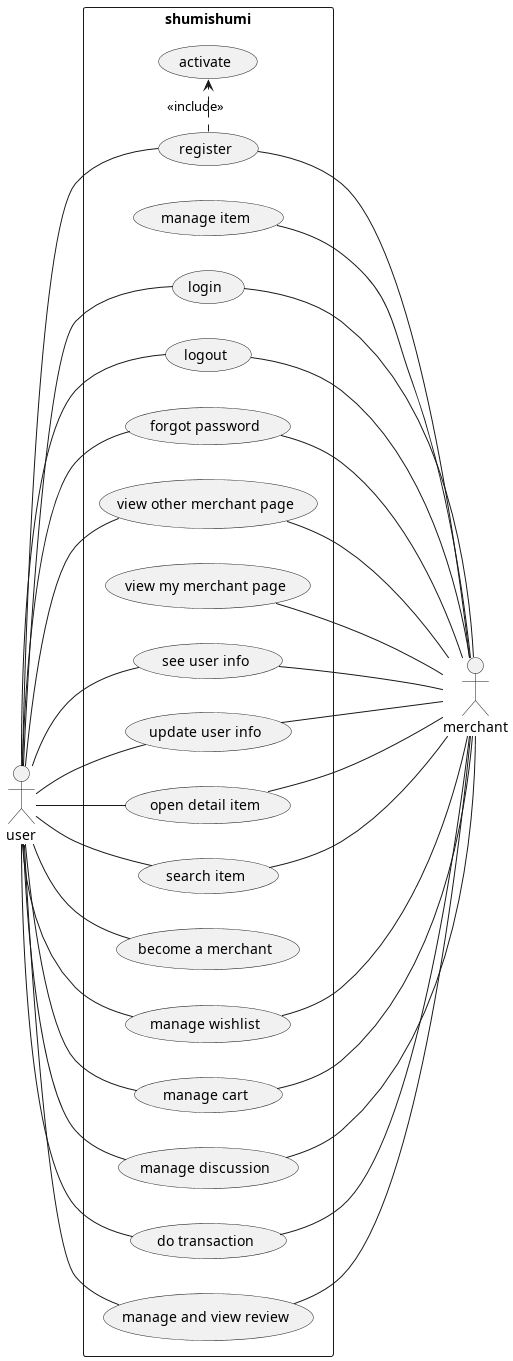 shumishumi
activate
«include»
register
manage item
login
logout
forgot password
view other merchant page
view my merchant page
see user info
update user info
merchant
open detail item
user
search item
become a merchant
manage wishlist
manage cart
manage discussion
do transaction
manage and view review